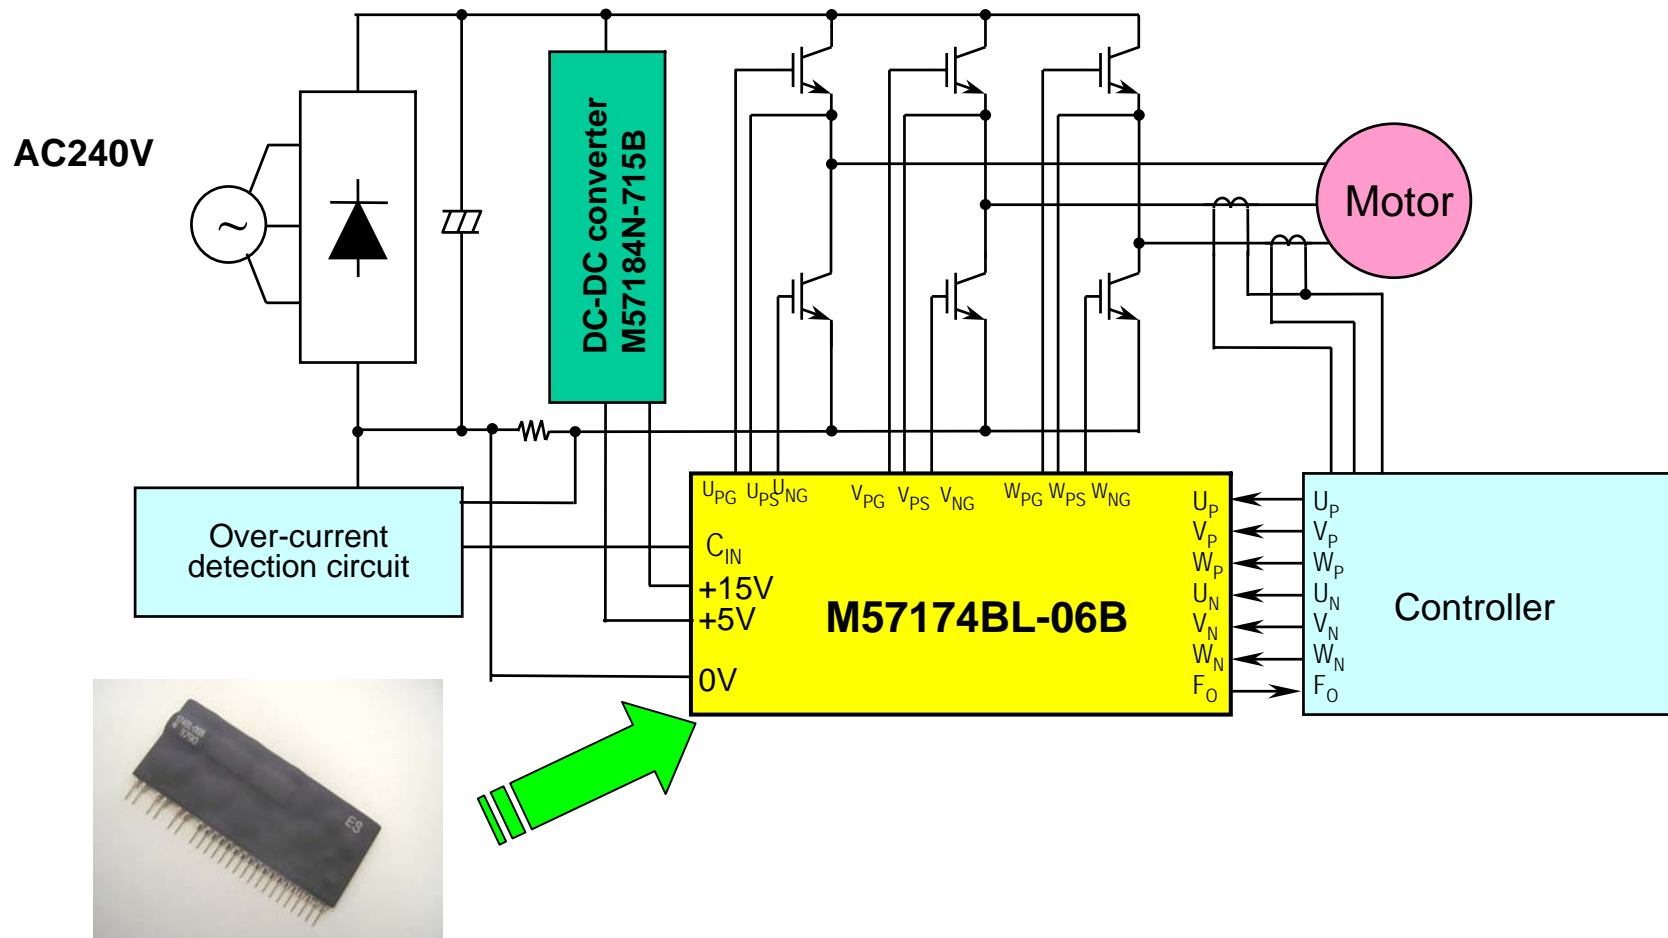 AC240V
~
DC-DC converter
M57184N-715B
Motor
Over-current
detection circuit
UPG UPS UNG VPG VPS VNG WPG WPS WNG
CIN
+15V
+5V
0V
M57174BL-06B
UP
VP
WP
UN
VN
WN
FO
UP
VP
WP
UN
VN
WN
FO
Controller
ES